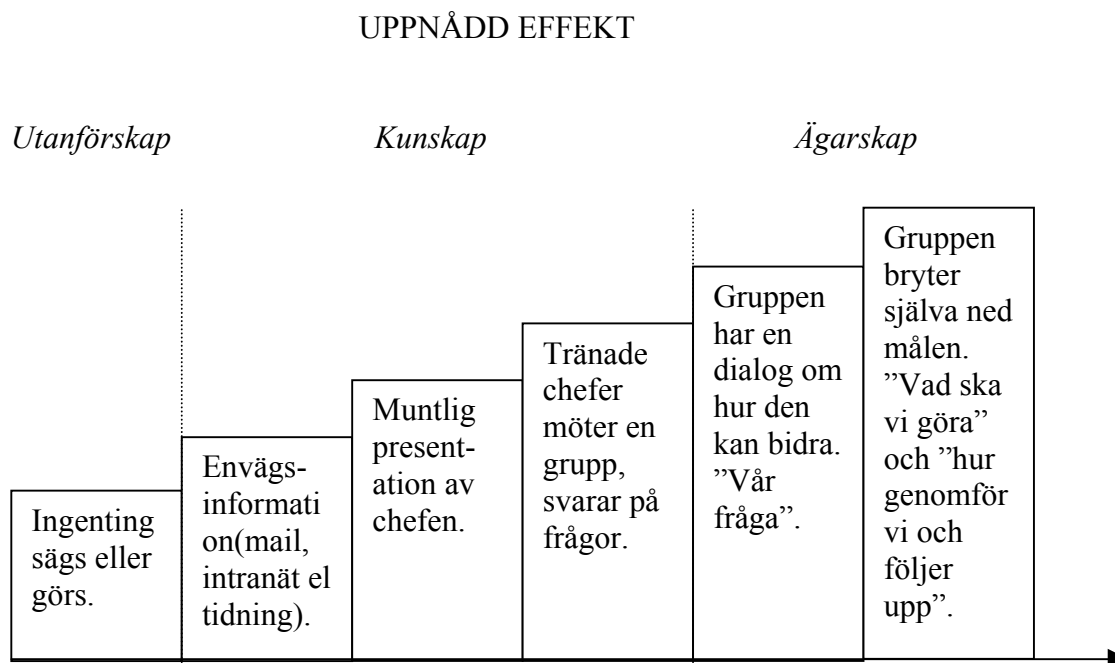 UPPNÅDD EFFEKT
Utanförskap
Kunskap
Ägarskap
Ingenting
sägs eller
görs.
Envägs-
informati
on(mail,
intranät el
tidning).
Muntlig
present-
ation av
chefen.
Tränade
chefer
möter en
grupp,
svarar på
frågor.
Gruppen
har en
dialog om
hur den
kan bidra.
”Vår
fråga”.
Gruppen
bryter
själva ned
målen.
”Vad ska
vi göra”
och ”hur
genomför
vi och
följer
upp”.